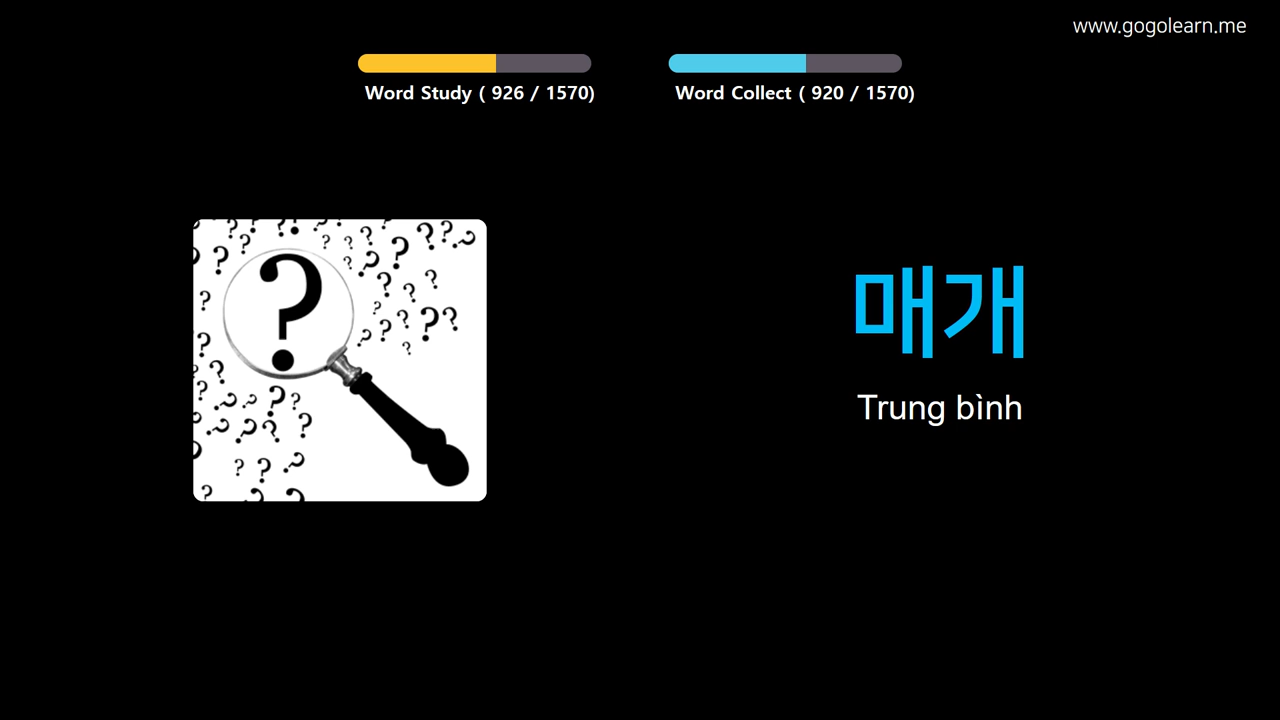 www.gogolearn.me
Word Study ( 926 / 1570)
Word Collect ( 920 / 1570)
매개
Trung bình